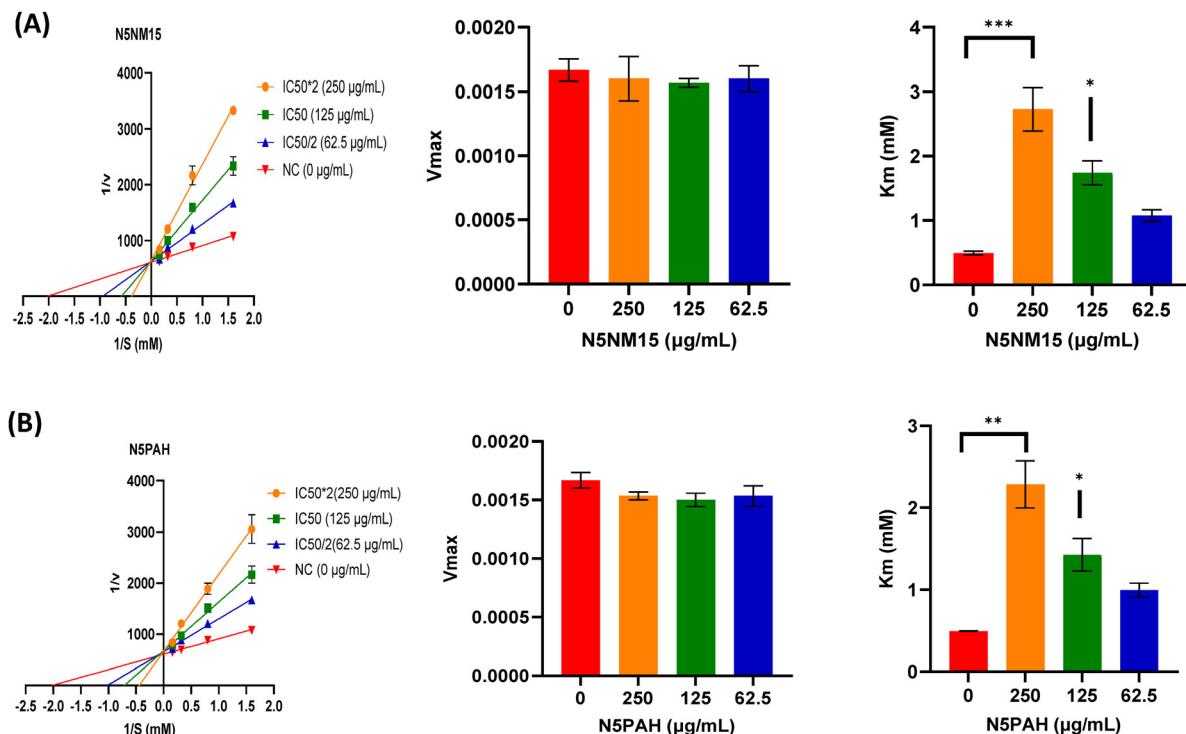 (A)
N5NM15
4000
3000
2000
1000
1/v
-2.5 -2.0 -1.5 -1.0 -0.5 0.0 0.5 1.0 1.5 2.0
1/S (mM)
IC50*2 (250 µg/mL)
IC50 (125 µg/mL)
IC50/2 (62.5 µg/mL)
NC (0 µg/mL)
0.0020
0.0015
0.0010
0.0005
0.0000
Vmax
0 250 125 62.5
N5NM15 (µg/mL)
4
3
2
1
0
Km (mM)
***
*
0 250 125 62.5
N5NM15 (µg/mL)
(B)
N5PAH
4000
3000
2000
1000
1/v
-2.5 -2.0 -1.5 -1.0 -0.5 0.0 0.5 1.0 1.5 2.0
1/S (mM)
IC50*2(250 µg/mL)
IC50 (125 µg/mL)
IC50/2(62.5 µg/mL)
NC (0 µg/mL)
0.0020
0.0015
0.0010
0.0005
0.0000
Vmax
0 250 125 62.5
N5PAH (µg/mL)
3
2
1
0
Km (mM)
**
*
0 250 125 62.5
N5PAH (µg/mL)